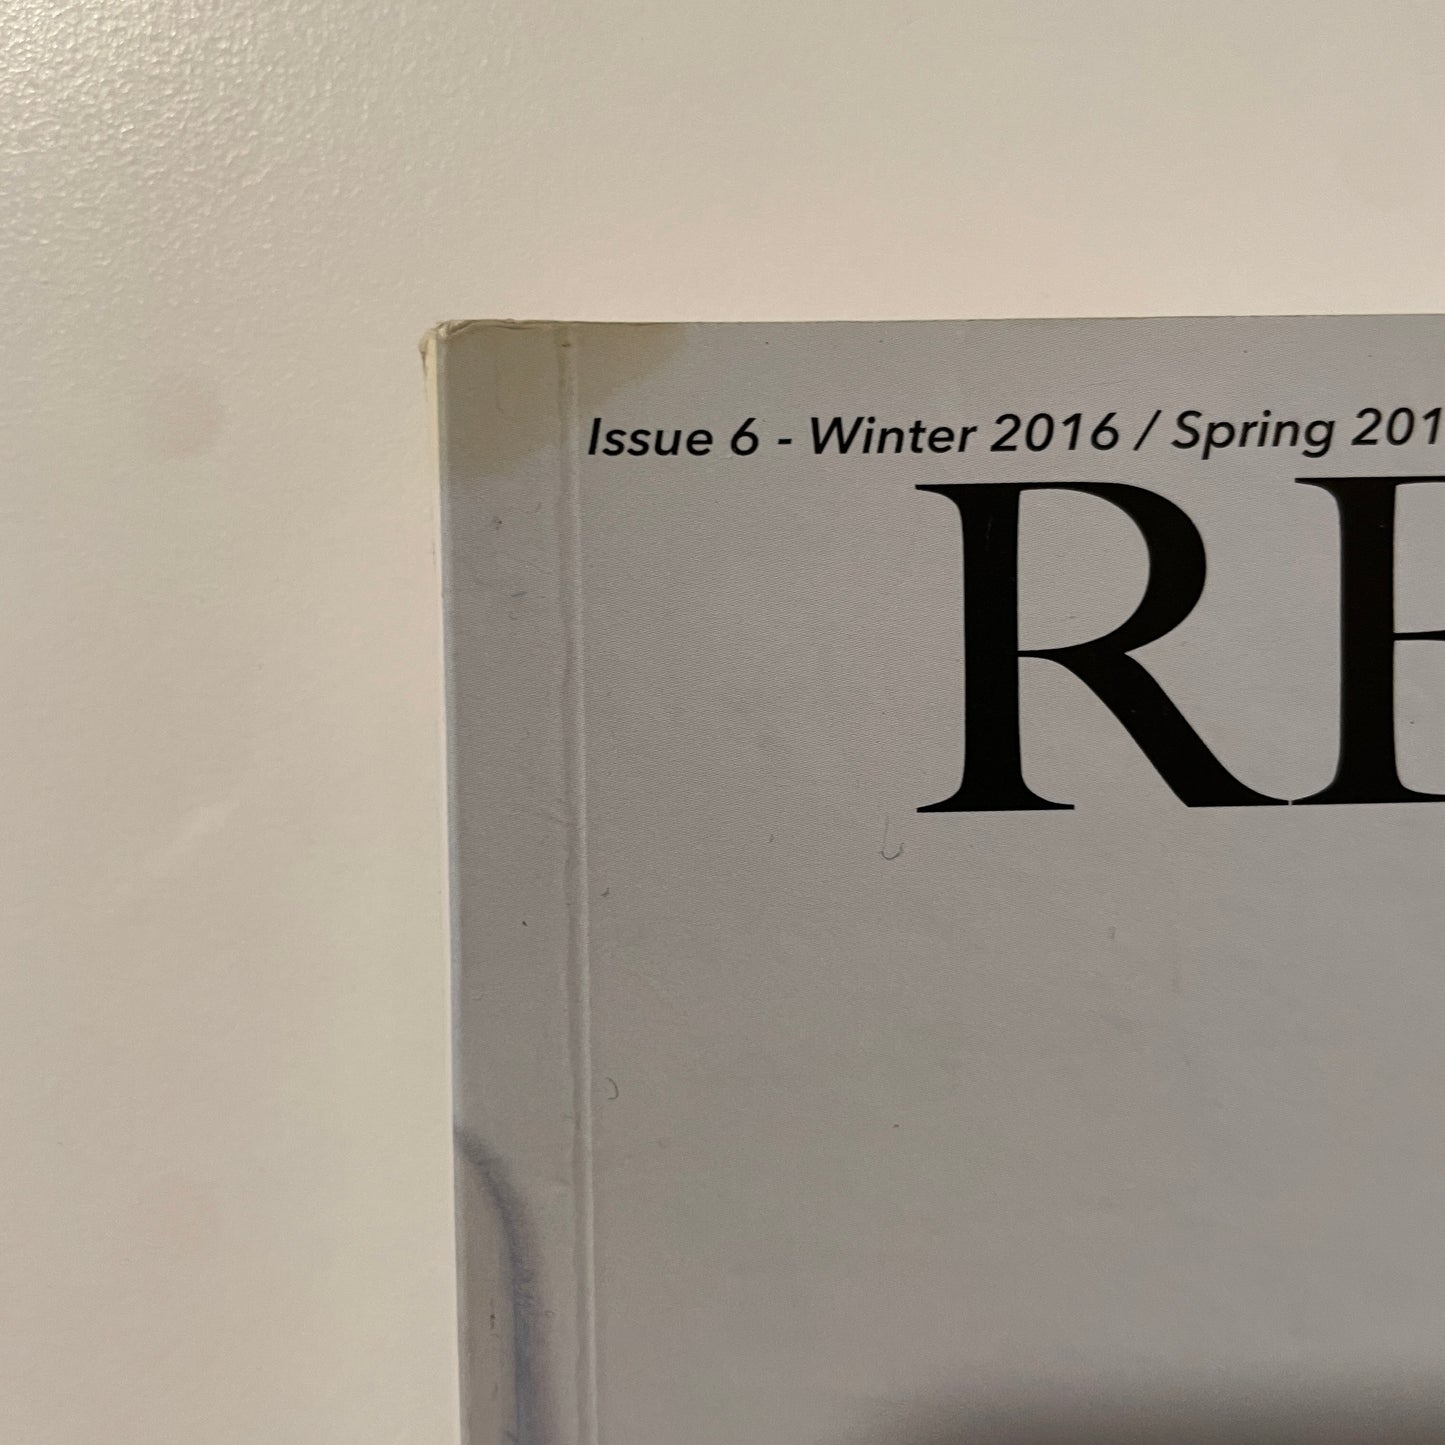 Issue 6 - Winter 2016 / Spring 201
RE